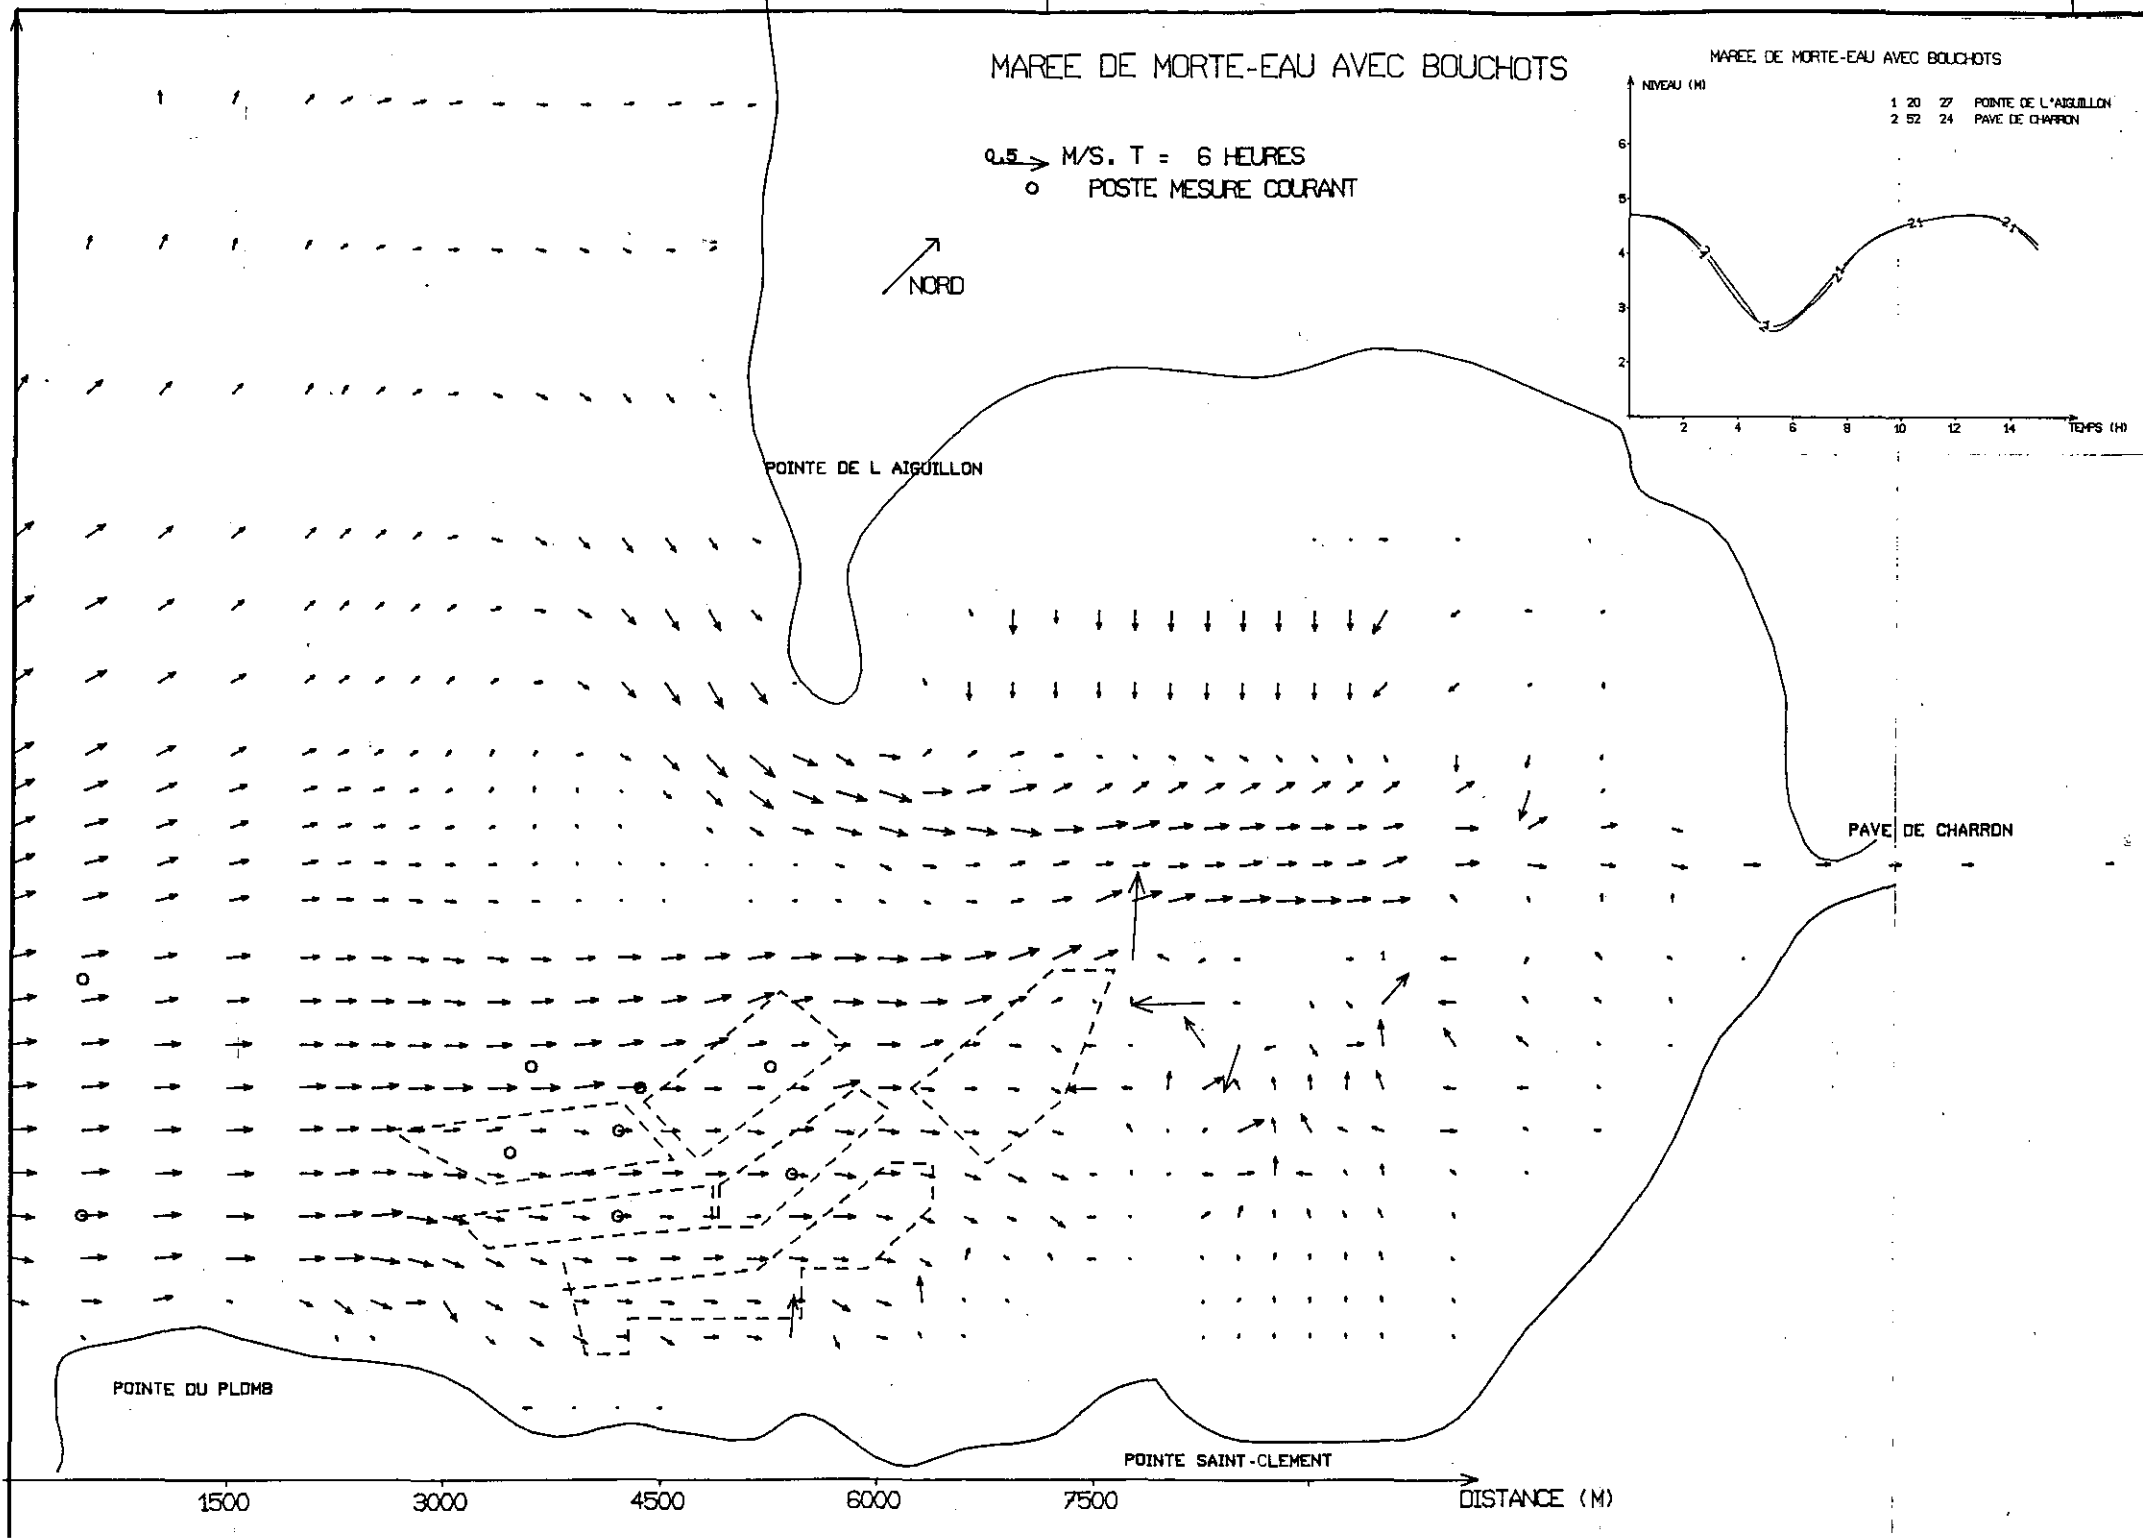 MAREE DE MORTE-EAU AVEC BOUCHOTS
0.5 M/S. T = 6 HEURES
POSTE MESURE COURANT
NORD
MAREE DE MORTE-EAU AVEC BOUCHOTS
NIVEAU (M)
1 20 27 POINTE DE L'AIGUILLON
2 52 24 PAVE DE CHARRON
6
5
4
3
2
2 4 6 8 10 12 14 TEMPS (H)
21
21
21
POINTE DE L AIGUILLON
PAVE DE CHARRON
POINTE DU PLOMB
POINTE SAINT-CLEMENT
1500 3000 4500 6000 7500 DISTANCE (M)